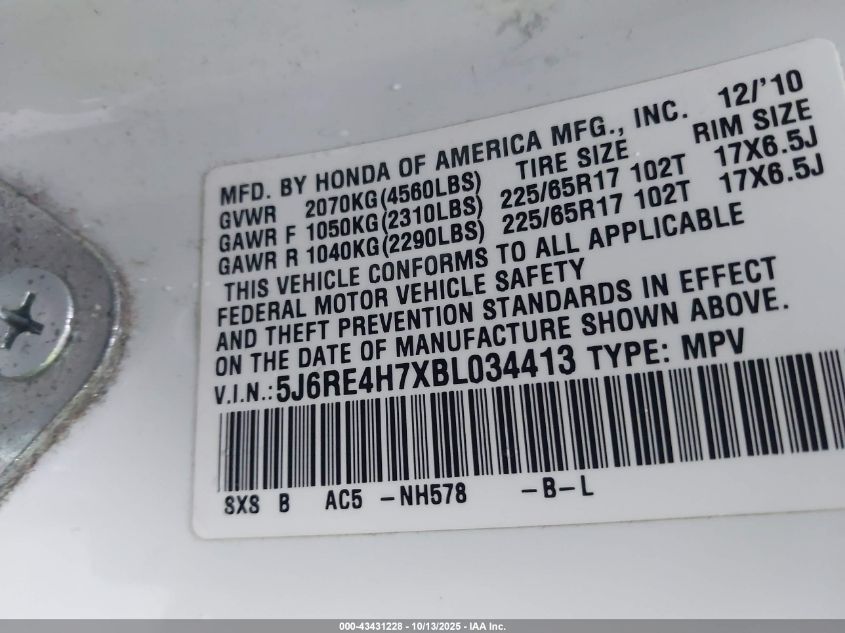 MFD. BY HONDA OF AMERICA MFG., INC. 12/'10
GVWR 2070KG(4560LBS) TIRE SIZE RIM SIZE
GAWR F 1050KG(2310LBS) 225/65R17 102T 17X6.5J
GAWR R 1040KG(2290LBS) 225/65R17 102T 17X6.5J
THIS VEHICLE CONFORMS TO ALL APPLICABLE
FEDERAL MOTOR VEHICLE SAFETY
AND THEFT PREVENTION STANDARDS IN EFFECT
ON THE DATE OF MANUFACTURE SHOWN ABOVE.
V.I.N.: 5J6RE4H7XBL034413 TYPE: MPV
SXS B AC5 -NH578 -B-L
000-43431228 - 10/13/2025 - IAA Inc.